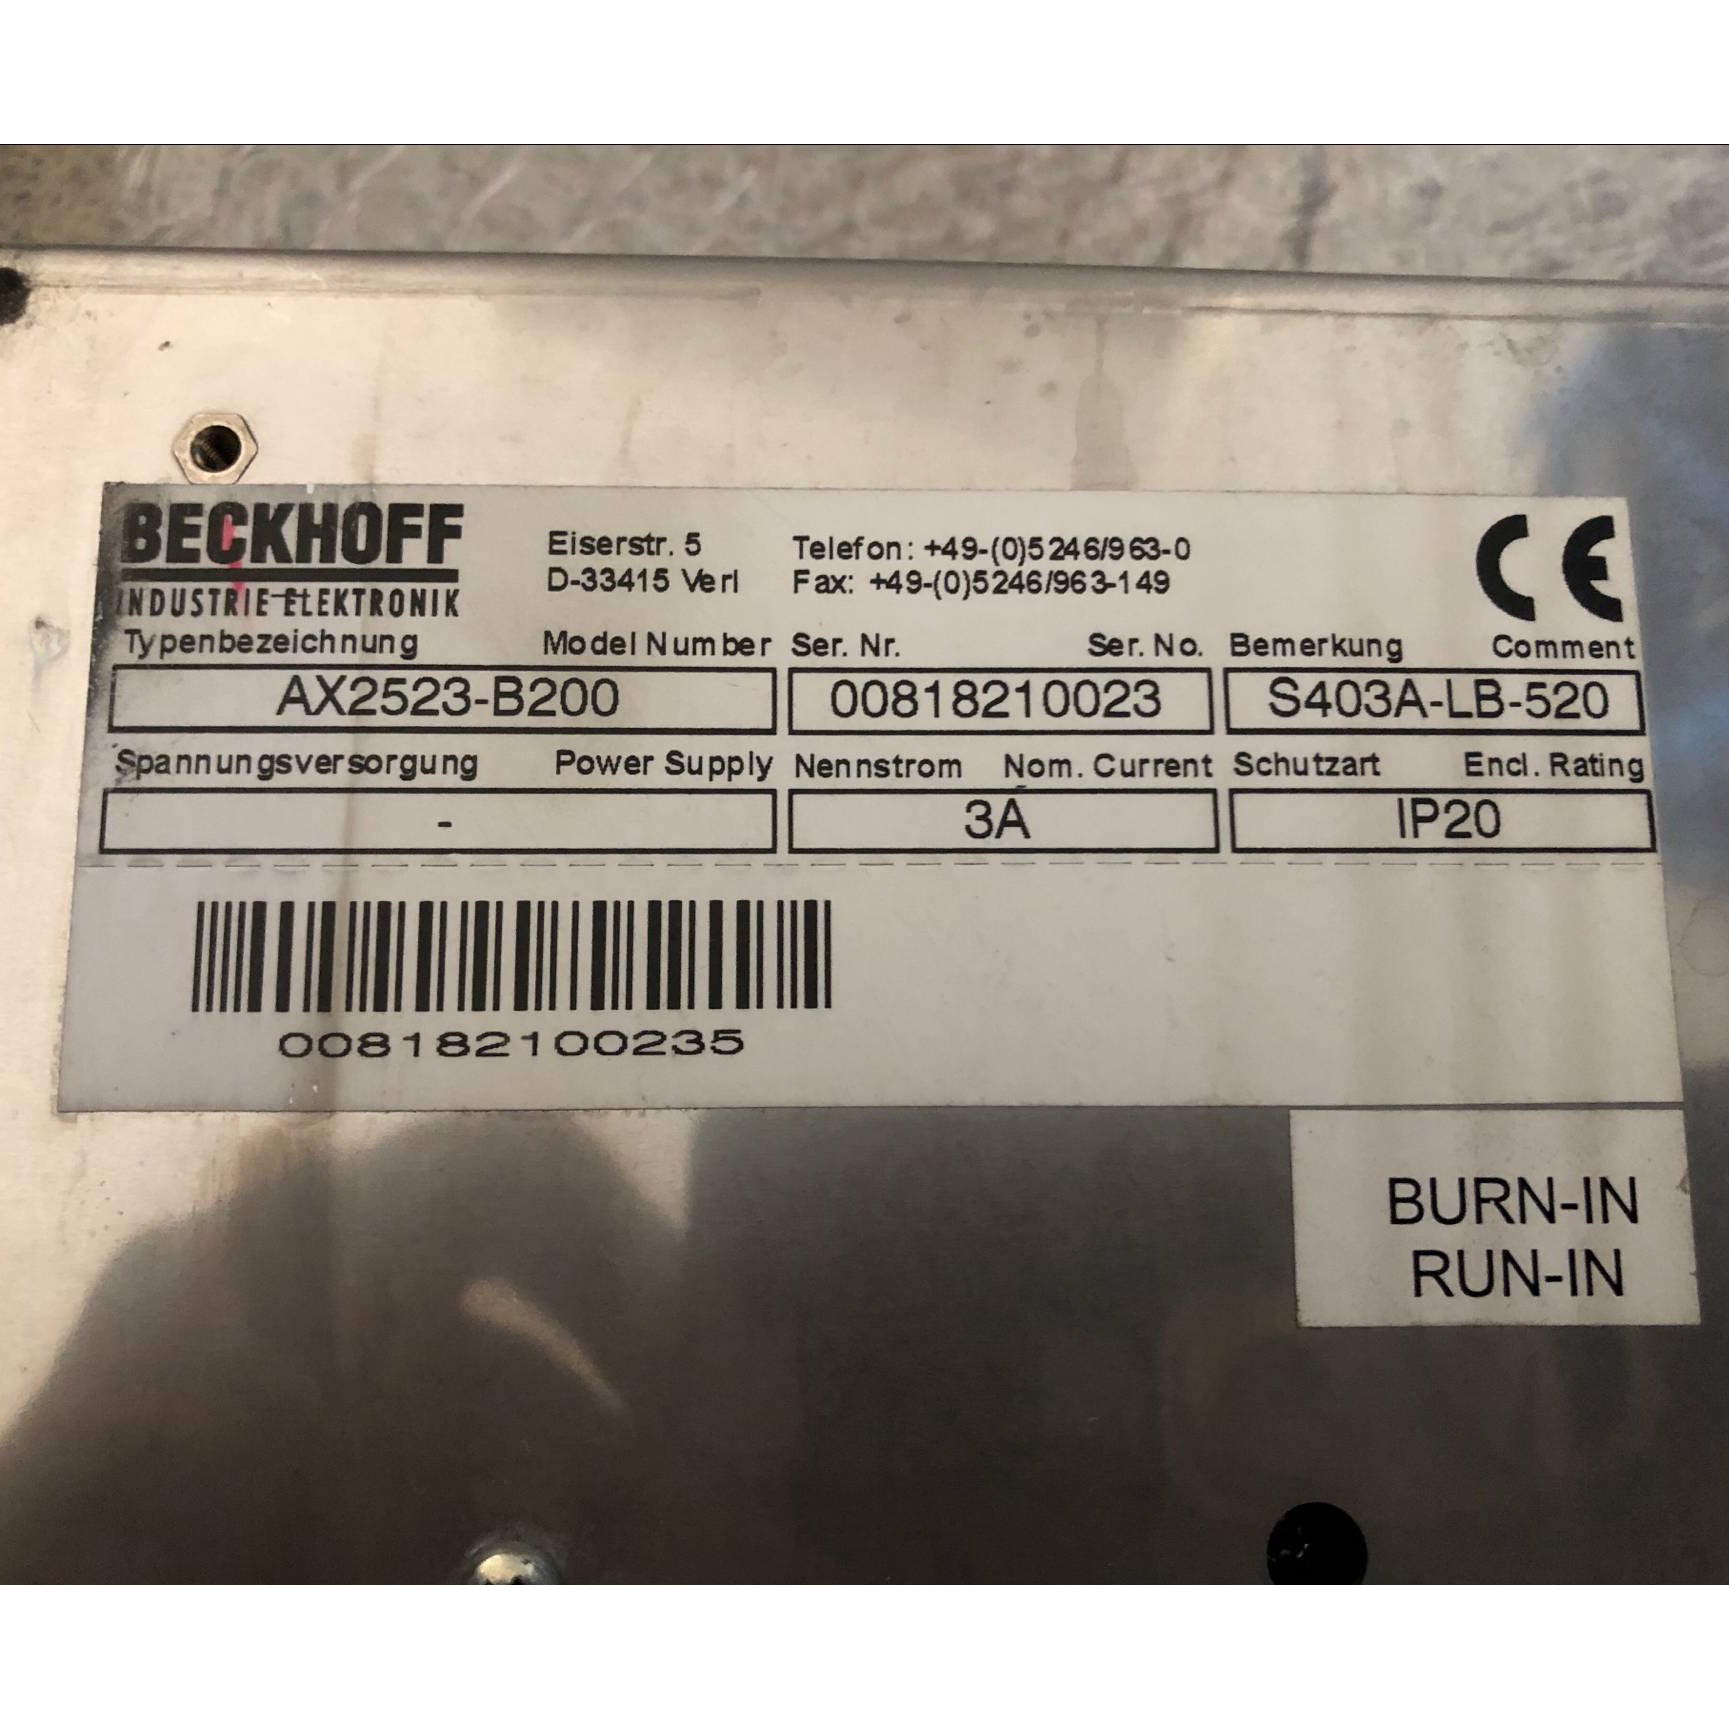 BECKHOFF
INDUSTRIE-ELEKTRONIK
Eiserstr. 5
D-33415 Verl
Telefon: +49-(0)5246/963-0
Fax: +49-(0)5246/963-149
CE
Typenbezeichnung Model Number Ser. Nr. Ser. No. Bemerkung Comment
AX2523-B200 00818210023 S403A-LB-520
Spannungsversorgung Power Supply Nennstrom Nom. Current Schutzart Encl. Rating
- 3A IP20
008182100235
BURN-IN
RUN-IN